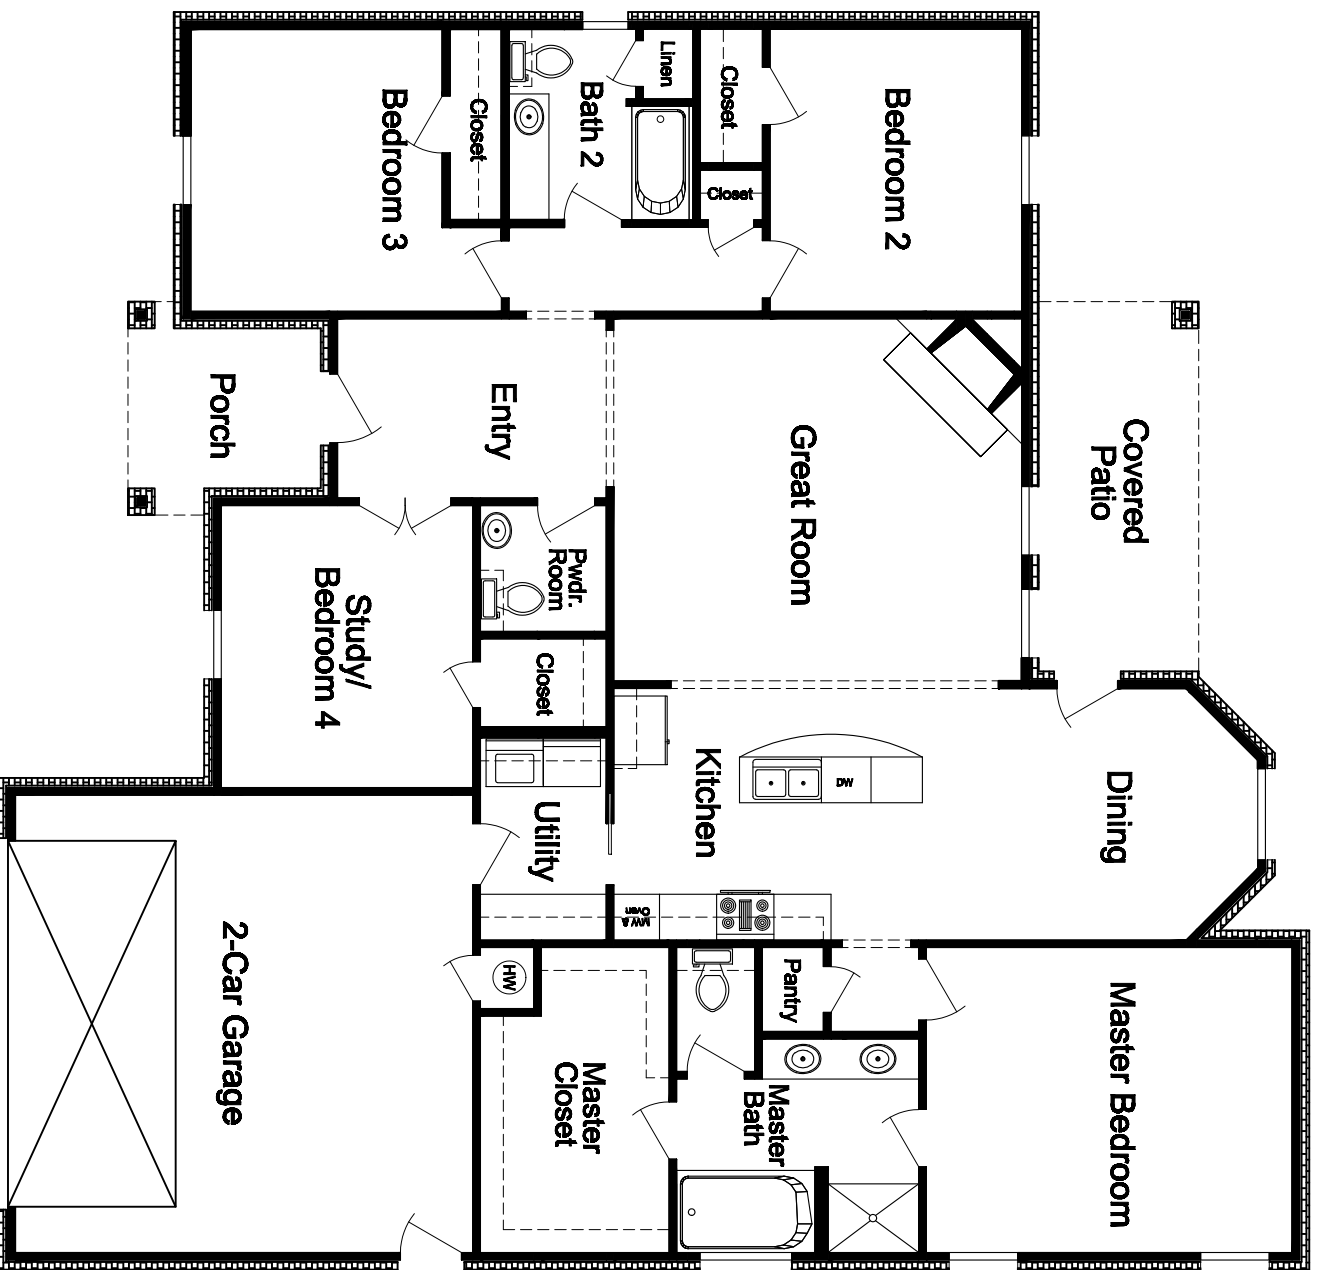 Bedroom 3
Closet
Bath 2
Linen
Closet
Closet
Bedroom 2
Porch
Entry
Great Room
Covered
Patio
Study/
Bedroom 4
Pwdr.
Room
Closet
Utility
Kitchen
DW
MW &
Oven
Dining
2-Car Garage
HW
Master
Closet
Pantry
Master
Bath
Master Bedroom